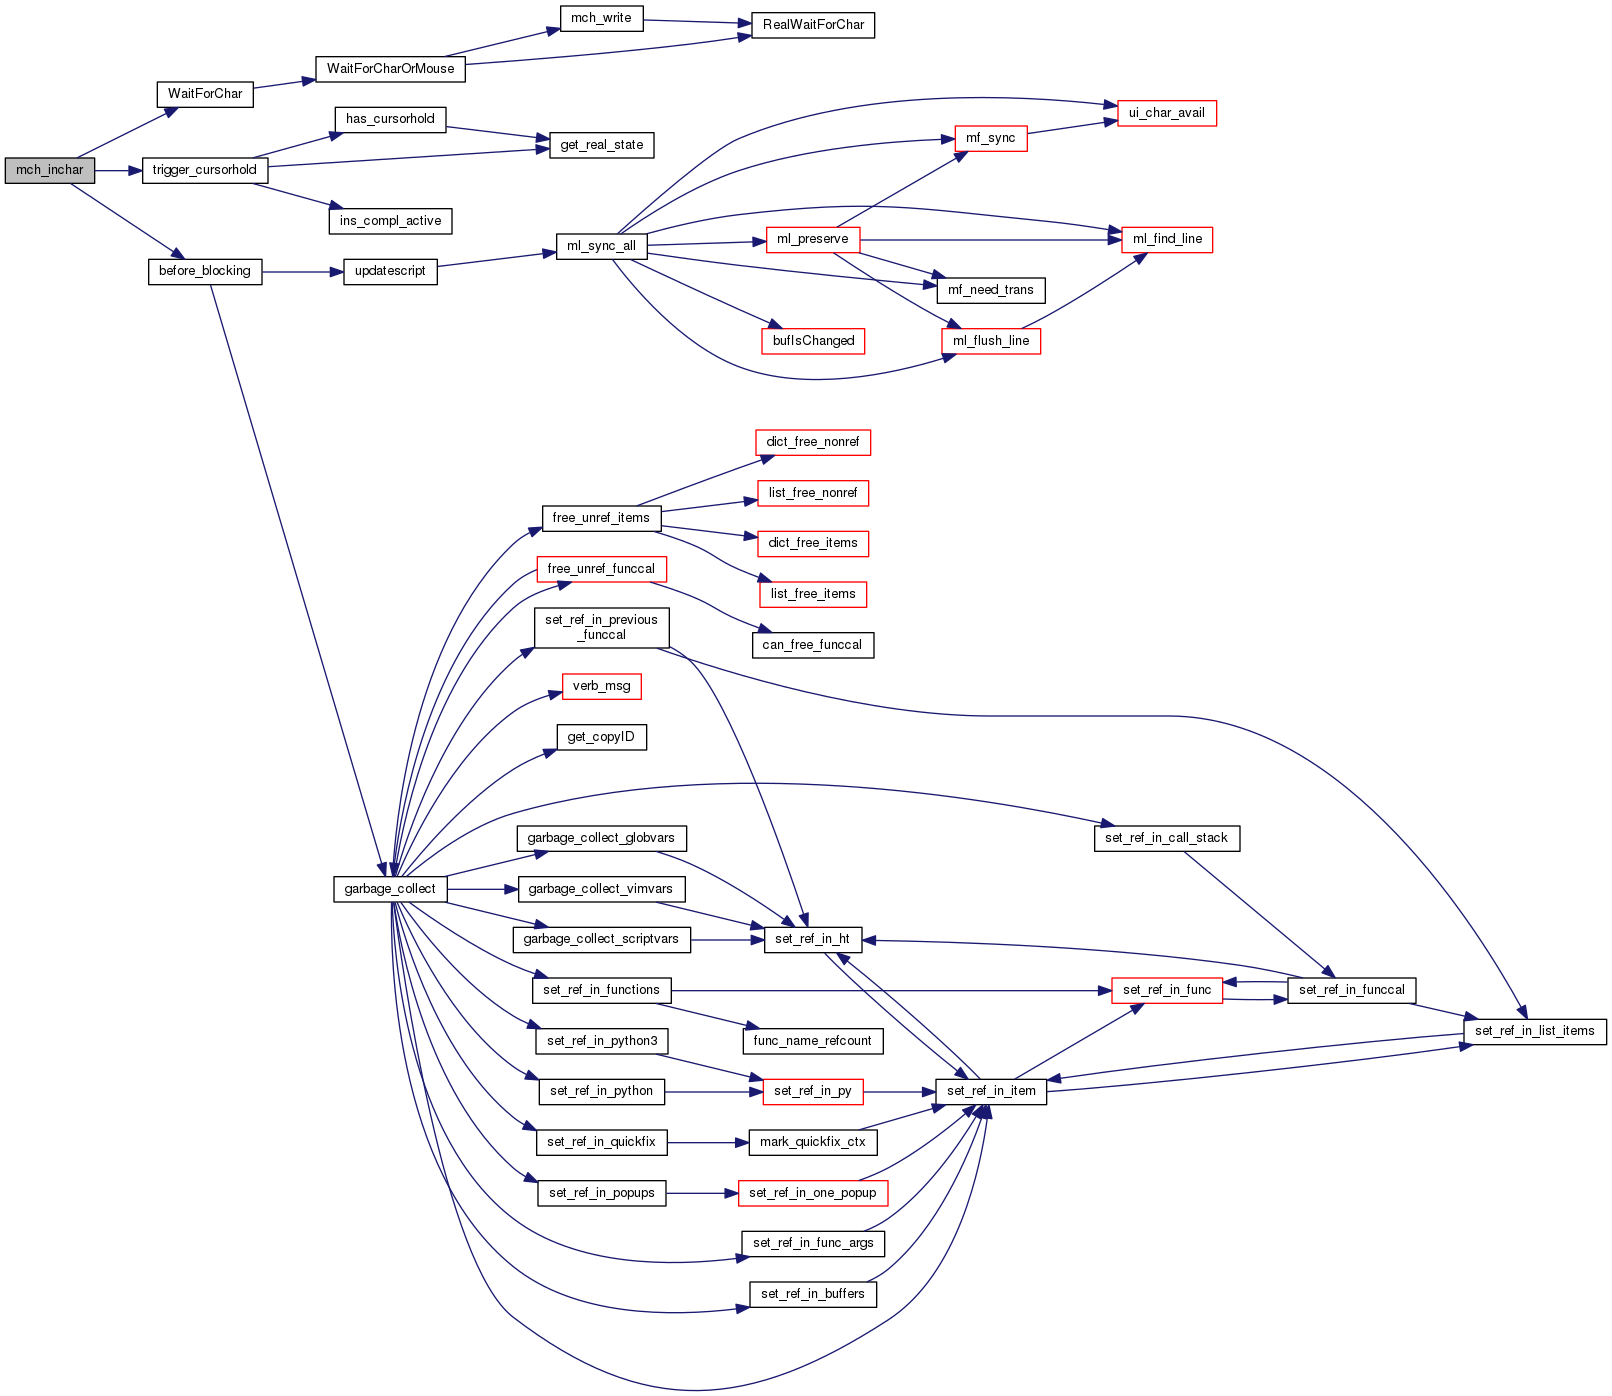 mch_write
RealWaitForChar
WaitForCharOrMouse
WaitForChar
has_cursorhold
ui_char_avail
mf_sync
get_real_state
mch_inchar
trigger_cursorhold
ins_compl_active
ml_sync_all
ml_preserve
ml_find_line
before_blocking
updatescript
mf_need_trans
bufIsChanged
ml_flush_line
dict_free_nonref
list_free_nonref
free_unref_items
dict_free_items
free_unref_funccal
list_free_items
set_ref_in_previous
_funccal
can_free_funccal
verb_msg
get_copyID
garbage_collect_globvars
set_ref_in_call_stack
garbage_collect
garbage_collect_vimvars
garbage_collect_scriptvars
set_ref_in_ht
set_ref_in_functions
set_ref_in_func
set_ref_in_funccal
set_ref_in_list_items
set_ref_in_python3
func_name_refcount
set_ref_in_python
set_ref_in_py
set_ref_in_item
set_ref_in_quickfix
mark_quickfix_ctx
set_ref_in_popups
set_ref_in_one_popup
set_ref_in_func_args
set_ref_in_buffers